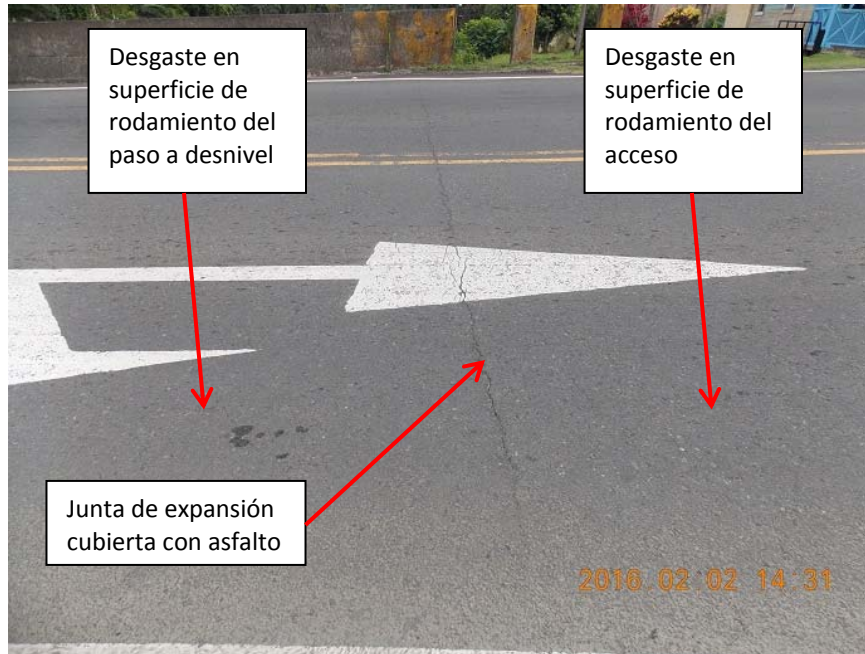 Desgaste en
superficie de
rodamiento del
paso a desnivel
Desgaste en
superficie de
rodamiento del
acceso
Junta de expansión
cubierta con asfalto
2016.02.02 14:31